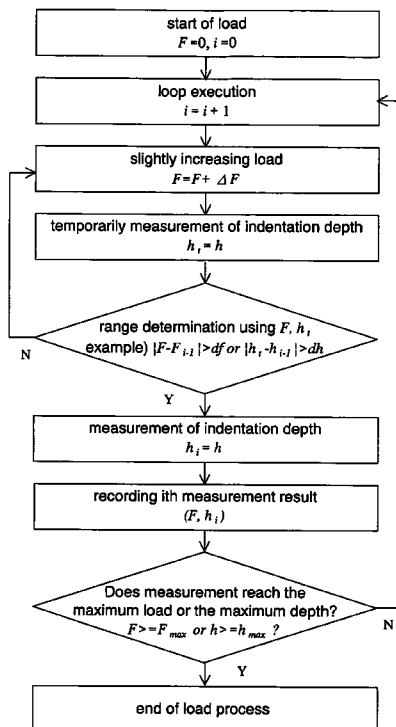 start of load
F=0, i=0
loop execution
i = i + 1
slightly increasing load
F=F+ ΔF
temporarily measurement of indentation depth
h t = h
range determination using F, h t
example) |F-F i-1 |>df or |h t -h i-1 |>dh
N
Y
measurement of indentation depth
h i = h
recording ith measurement result
(F, h i )
Does measurement reach the
maximum load or the maximum depth?
F>=F max or h>=h max ?
N
Y
end of load process